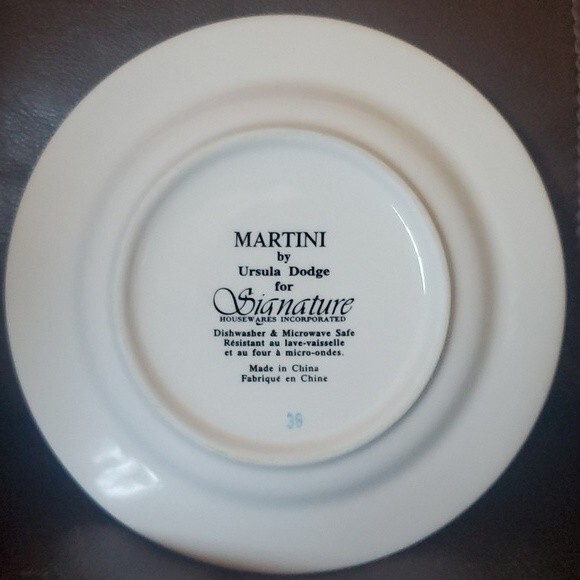 MARTINI
by
Ursula Dodge
for
Signature
HOUSEWARES INCORPORATED
Dishwasher & Microwave Safe
Résistant au lave-vaisselle
et au four à micro-ondes.
Made in China
Fabriqué en Chine
39